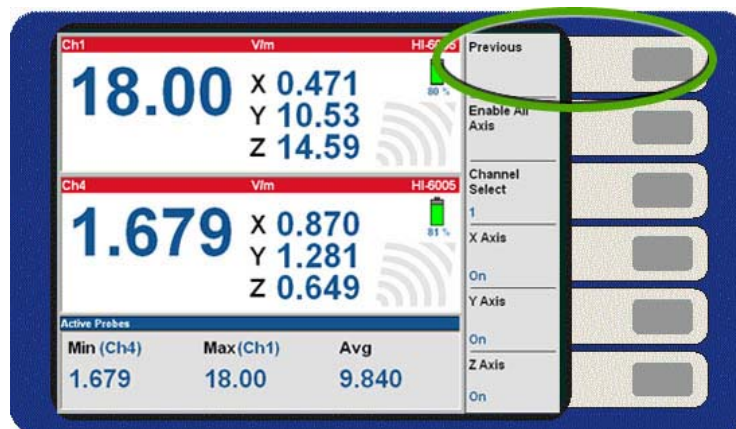 Ch1 V/m HI-6005
18.00
X 0.471
Y 10.53
Z 14.59
80 %
Ch4 V/m HI-6005
1.679
X 0.870
Y 1.281
Z 0.649
81 %
Active Probes
Min (Ch4) Max (Ch1) Avg
1.679 18.00 9.840
Previous
Enable All
Axis
Channel
Select
1
X Axis
On
Y Axis
On
Z Axis
On